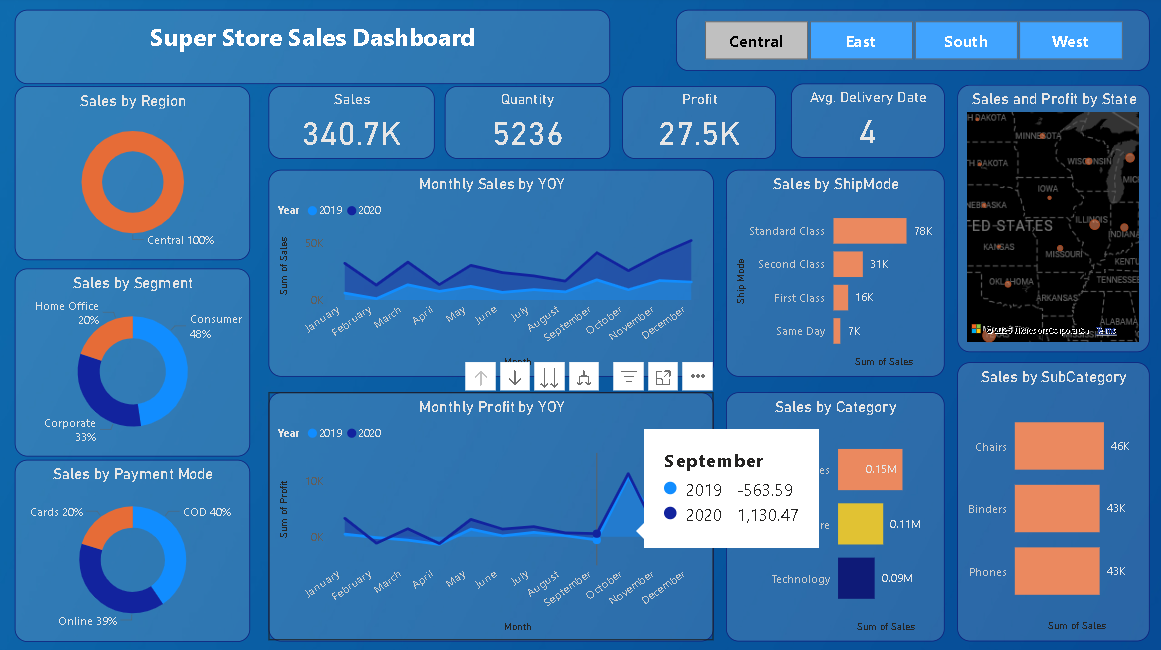 Super Store Sales Dashboard
Central
East
South
West
Sales by Region
Central 100%
Sales
340.7K
Quantity
5236
Profit
27.5K
Avg. Delivery Date
4
Sales and Profit by State
H DAKOTA
MINNESOTA
TH DAKOTA
WISCONSIN
MIC
IOWA
NEBRASKA
ED STATES
ILLINOIS
INDIANA
KANSAS
MISSOURI
KENTU
OKLAHOMA
TENNESSEE
ARKANSAS
ALABAMA
Terms
Monthly Sales by YOY
Year 2019 2020
Sum of Sales
50K
0K
January
February
March
April
May
June
July
August
September
October
November
December
Month
Sales by ShipMode
Ship Mode
Standard Class 78K
Second Class 31K
First Class 16K
Same Day 7K
Sum of Sales
Sales by Segment
Home Office
20%
Consumer
48%
Corporate
33%
Monthly Profit by YOY
Year 2019 2020
Sum of Profit
10K
0K
January
February
March
April
May
June
July
August
September
October
November
December
Month
September
2019 -563.59
2020 1,130.47
Sales by Category
es 0.15M
re 0.11M
Technology 0.09M
Sum of Sales
Sales by SubCategory
Chairs 46K
Binders 43K
Phones 43K
Sum of Sales
Sales by Payment Mode
Cards 20%
COD 40%
Online 39%